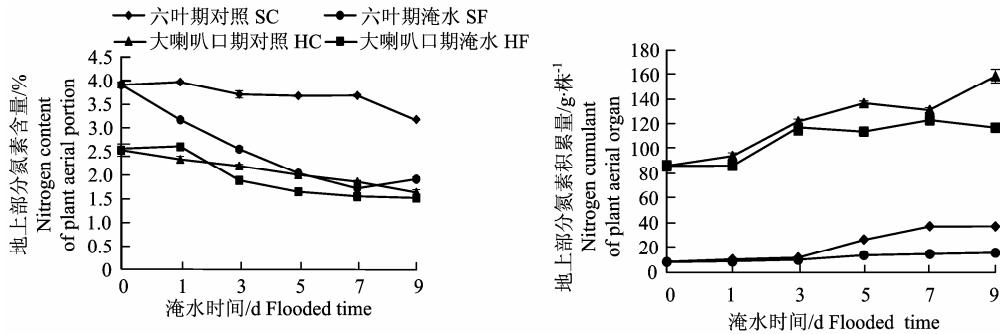 六叶期对照 SC
六叶期淹水 SF
大喇叭口期对照 HC
大喇叭口期淹水 HF
地上部分氮素含量/%
Nitrogen content
of plant aerial portion
4.5
4.0
3.5
3.0
2.5
2.0
1.5
1.0
0.5
0
0 1 3 5 7 9
淹水时间/d Flooded time
地上部分氮素积累量/g·株-1
Nitrogen cumulant
of plant aerial organ
180
160
140
120
100
80
60
40
20
0
0 1 3 5 7 9
淹水时间/d Flooded time